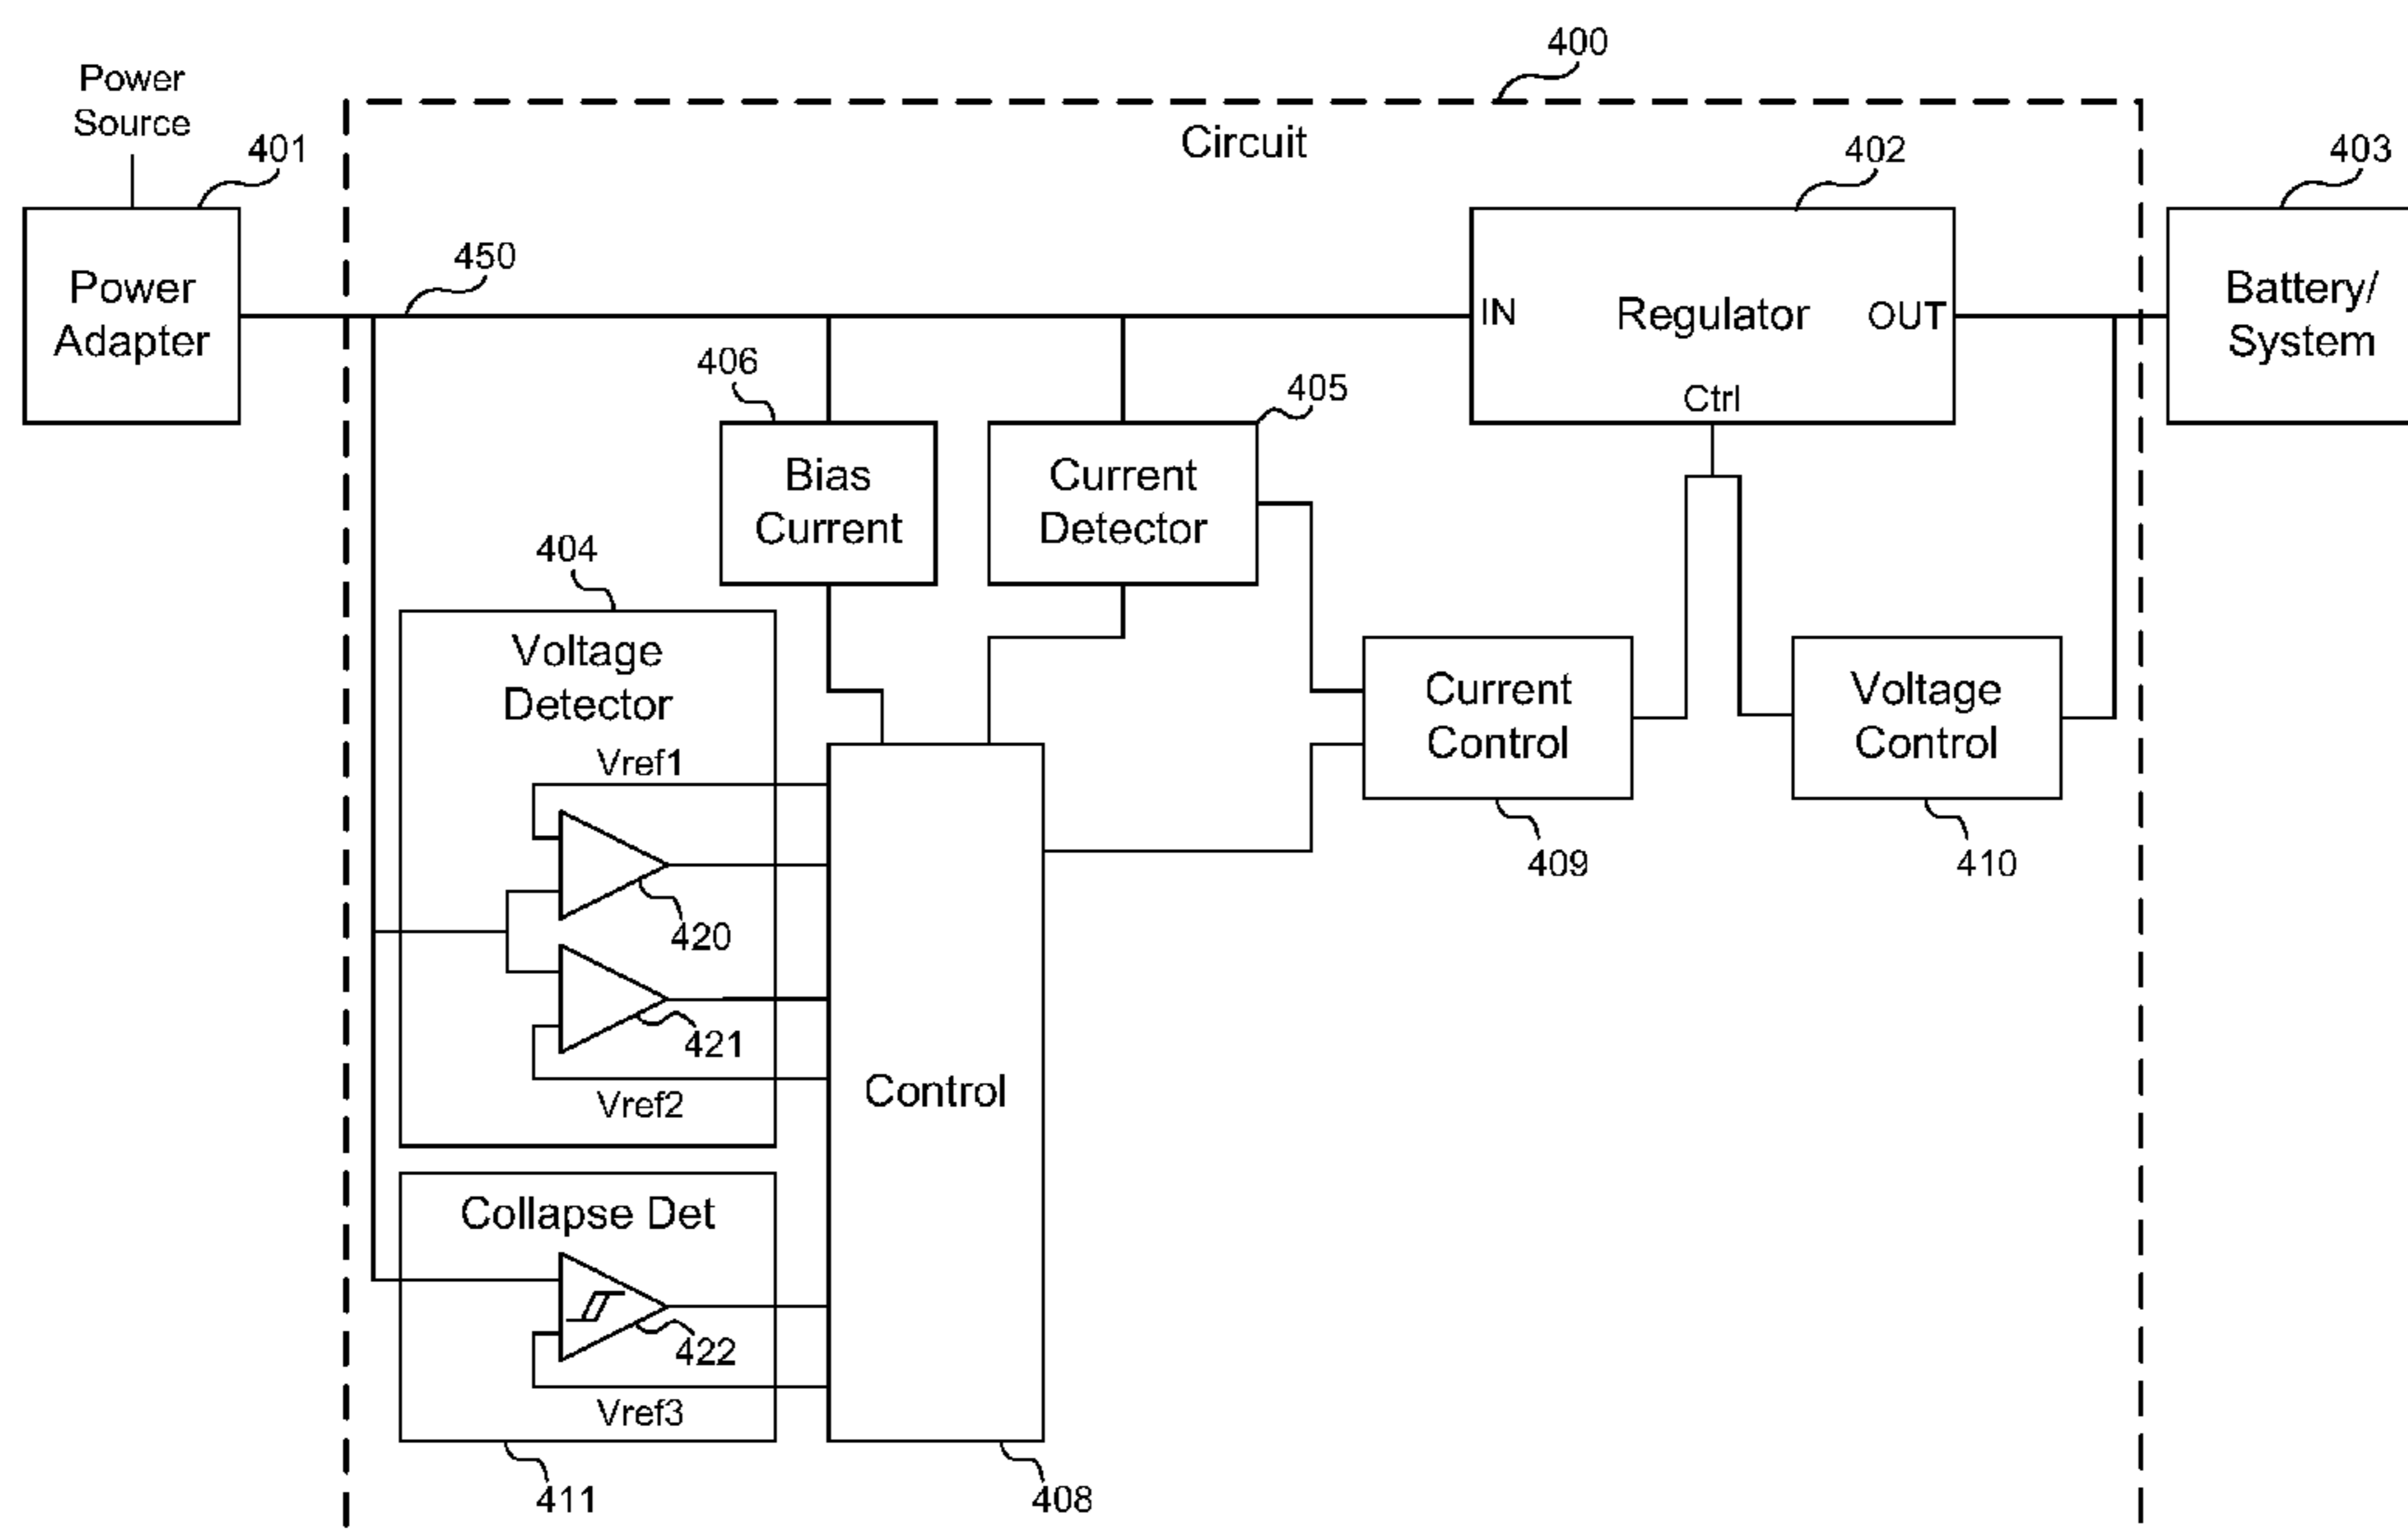 400
Power
Source
401
Circuit
402
403
450
Power
Adapter
IN
Regulator
OUT
Ctrl
Battery/
System
406
405
Bias
Current
Current
Detector
404
Voltage
Detector
Vref1
420
421
Vref2
Current
Control
409
Voltage
Control
410
Control
Collapse Det
422
Vref3
411
408